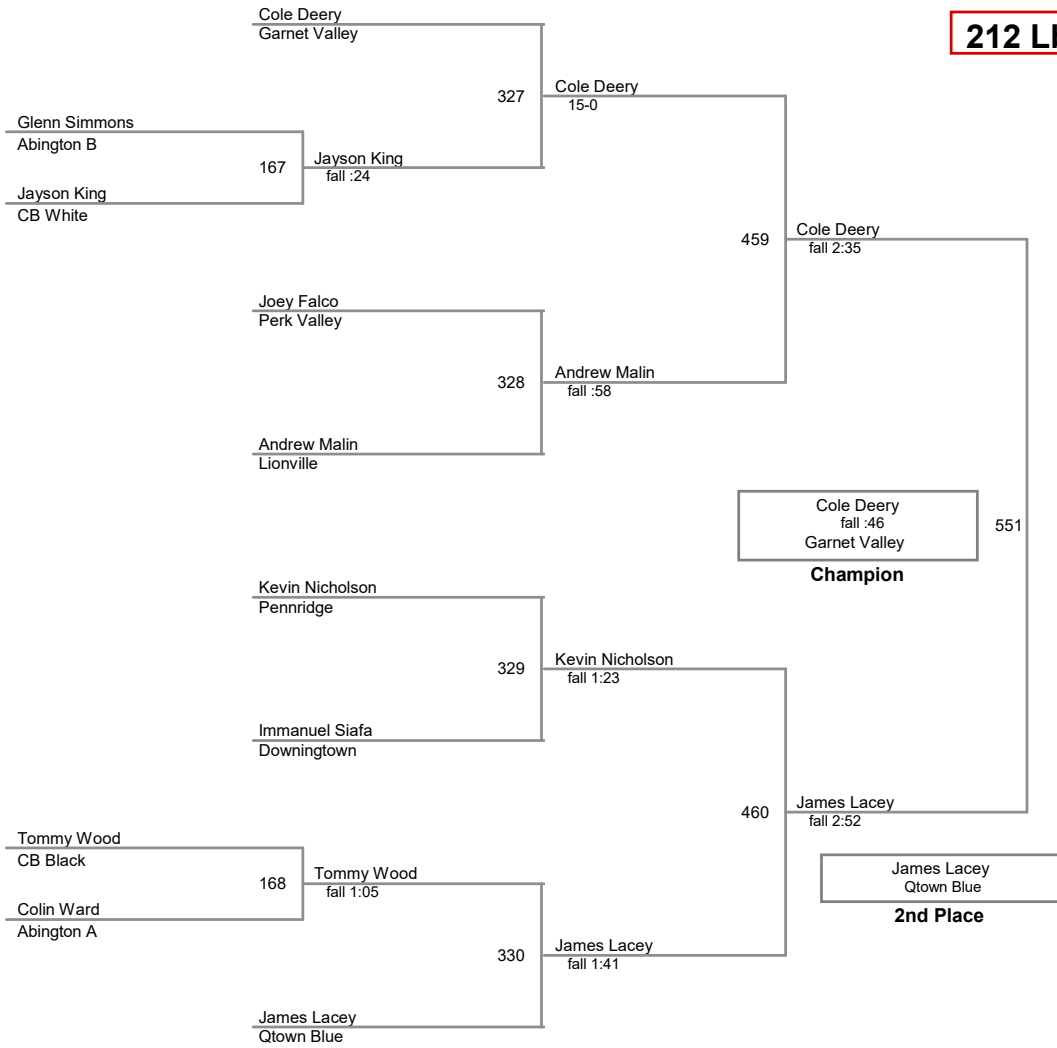 Cole Deery
Garnet Valley
212 L
327
Cole Deery
15-0
Glenn Simmons
Abington B
167
Jayson King
fall :24
Jayson King
CB White
459
Cole Deery
fall 2:35
Joey Falco
Perk Valley
328
Andrew Malin
fall :58
Andrew Malin
Lionville
Cole Deery
fall :46
Garnet Valley
551
Champion
Kevin Nicholson
Pennridge
329
Kevin Nicholson
fall 1:23
Immanuel Siafa
Downingtown
460
James Lacey
fall 2:52
Tommy Wood
CB Black
168
Tommy Wood
fall 1:05
Colin Ward
Abington A
James Lacey
Qtown Blue
2nd Place
330
James Lacey
fall 1:41
James Lacey
Qtown Blue